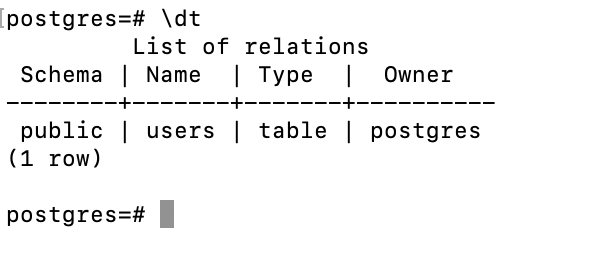 postgres=# \dt
List of relations
Schema | Name | Type | Owner
--------+-------+-------+----------
public | users | table | postgres
(1 row)
postgres=#